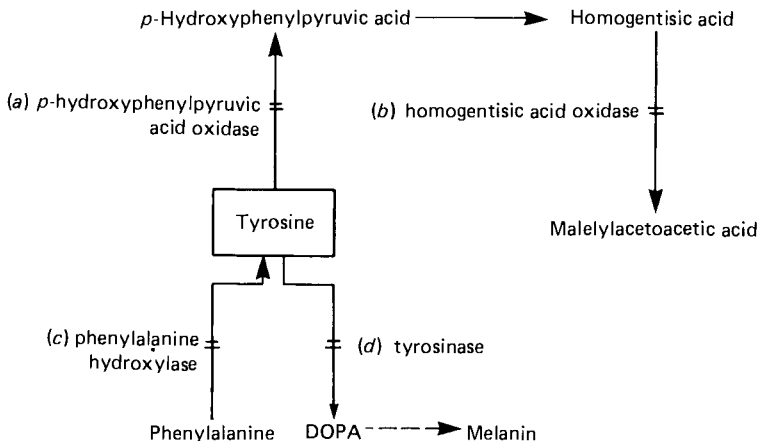 p-Hydroxyphenylpyruvic acid
Homogentisic acid
(a) p-hydroxyphenylpyruvic
acid oxidase
(b) homogentisic acid oxidase
Tyrosine
Malelylacetoacetic acid
(c) phenylalanine
hydroxylase
(d) tyrosinase
Phenylalanine
DOPA
Melanin